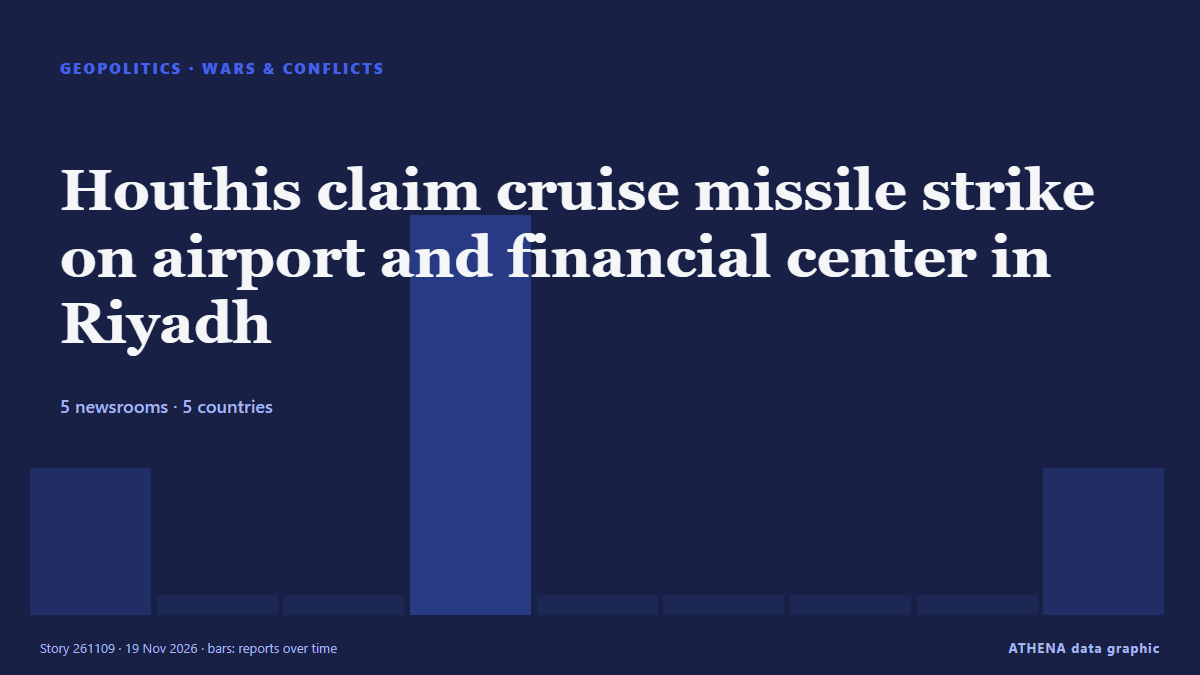 GEOPOLITICS · WARS & CONFLICTS
Houthis claim cruise missile strike
on airport and financial center in
Riyadh
5 newsrooms · 5 countries
Story 261109 · 19 Nov 2026 · bars: reports over time
ATHENA data graphic